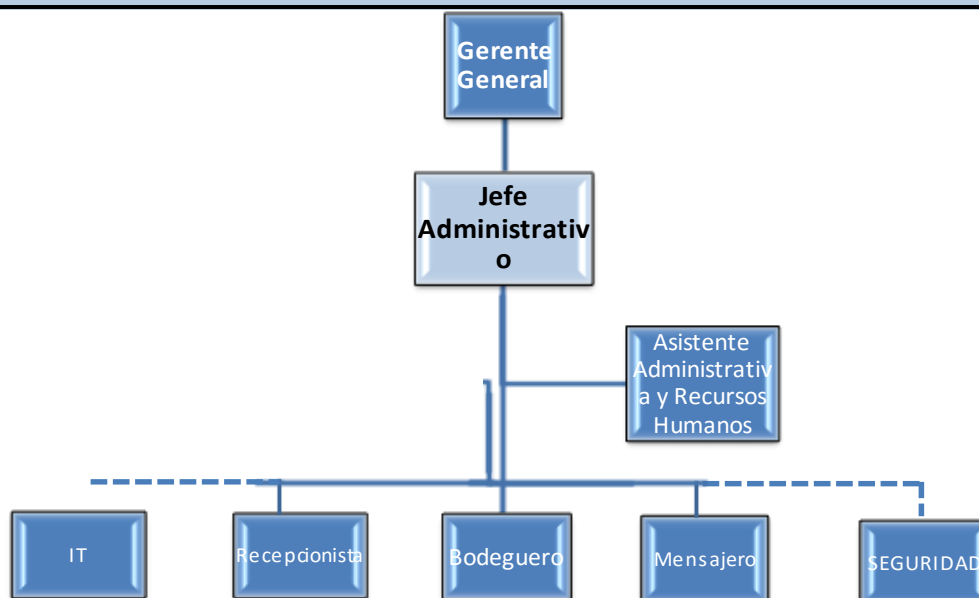 Gerente
General
Jefe
Administrativ
o
Asistente
Administrativ
a y Recursos
Humanos
IT
Recepcionista
Bodeguero
Mensajero
SEGURIDAD